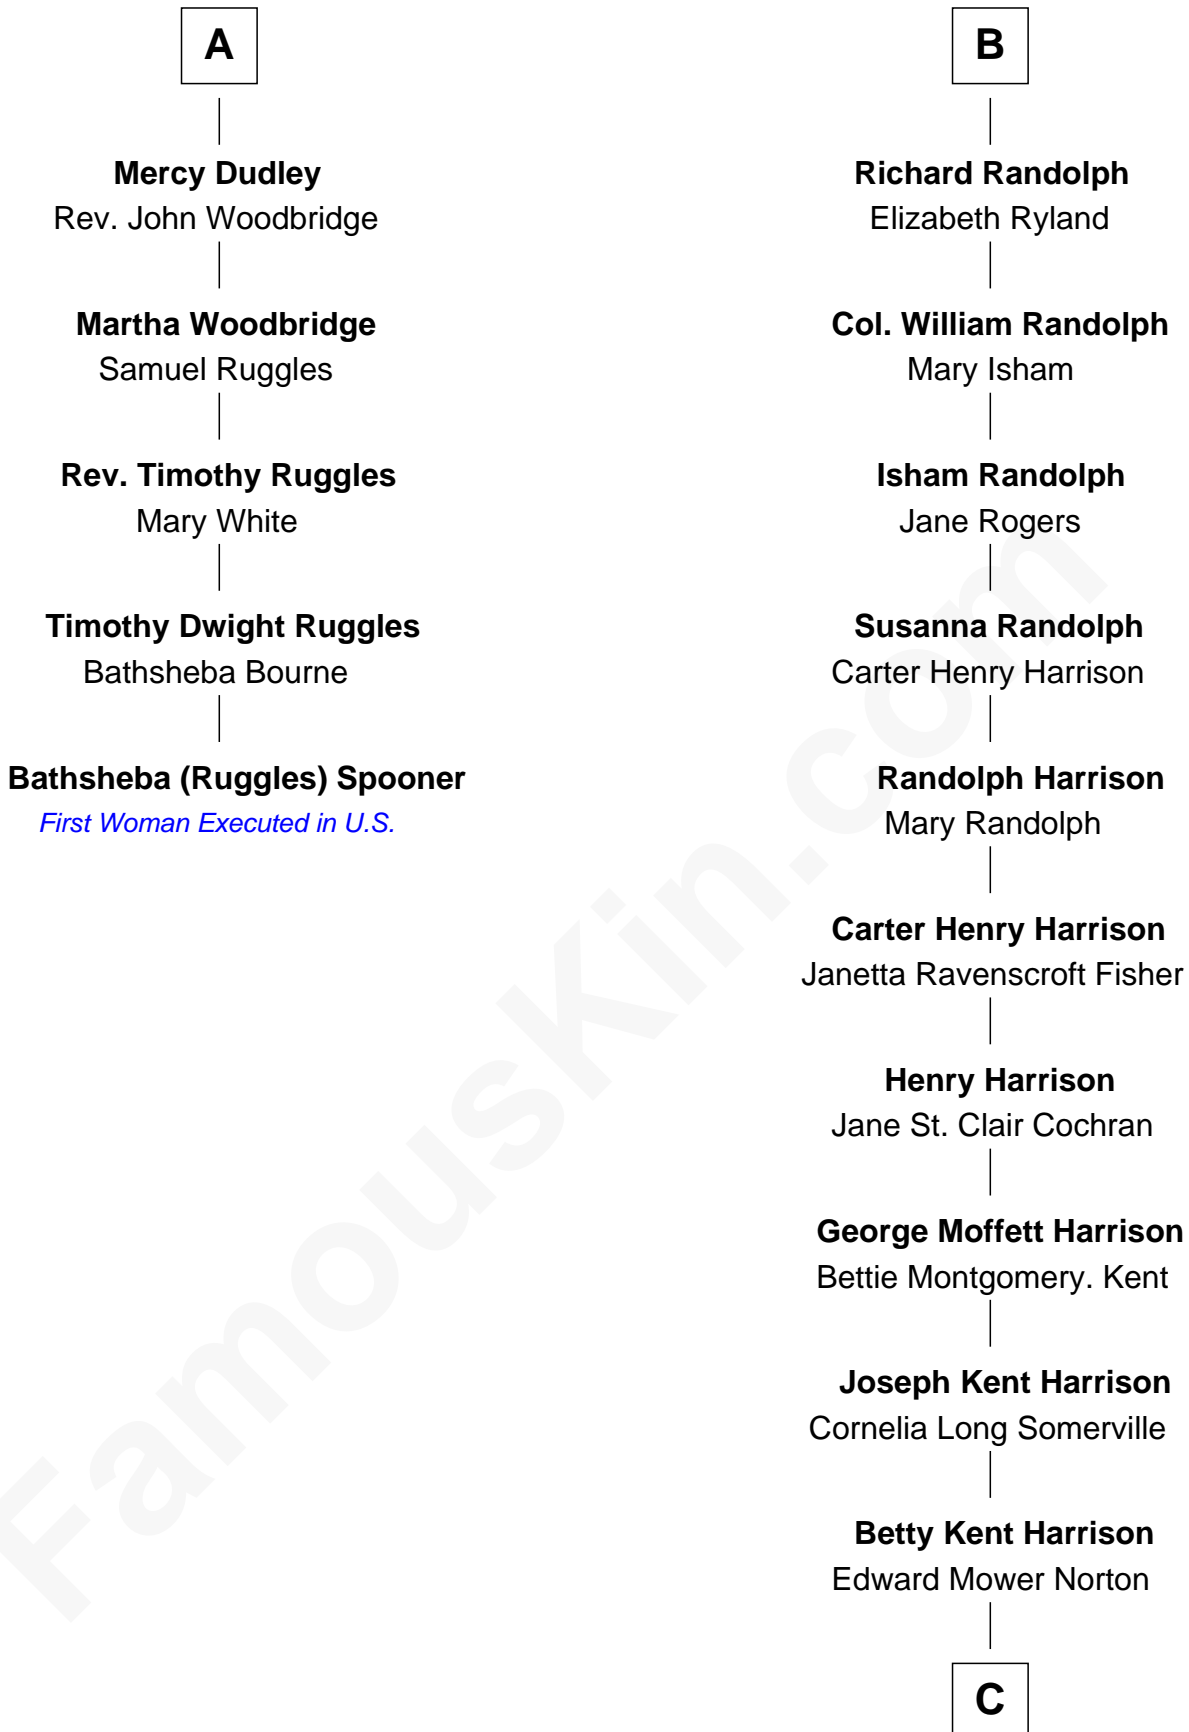 A
Mercy Dudley
Rev. John Woodbridge
Martha Woodbridge
Samuel Ruggles
Rev. Timothy Ruggles
Mary White
Timothy Dwight Ruggles
Bathsheba Bourne
Bathsheba (Ruggles) Spooner
First Woman Executed in U.S.
B
Richard Randolph
Elizabeth Ryland
Col. William Randolph
Mary Isham
Isham Randolph
Jane Rogers
Susanna Randolph
Carter Henry Harrison
Randolph Harrison
Mary Randolph
Carter Henry Harrison
Janetta Ravenscroft Fisher
Henry Harrison
Jane St. Clair Cochran
George Moffett Harrison
Bettie Montgomery. Kent
Joseph Kent Harrison
Cornelia Long Somerville
Betty Kent Harrison
Edward Mower Norton
C
FamousKin.com